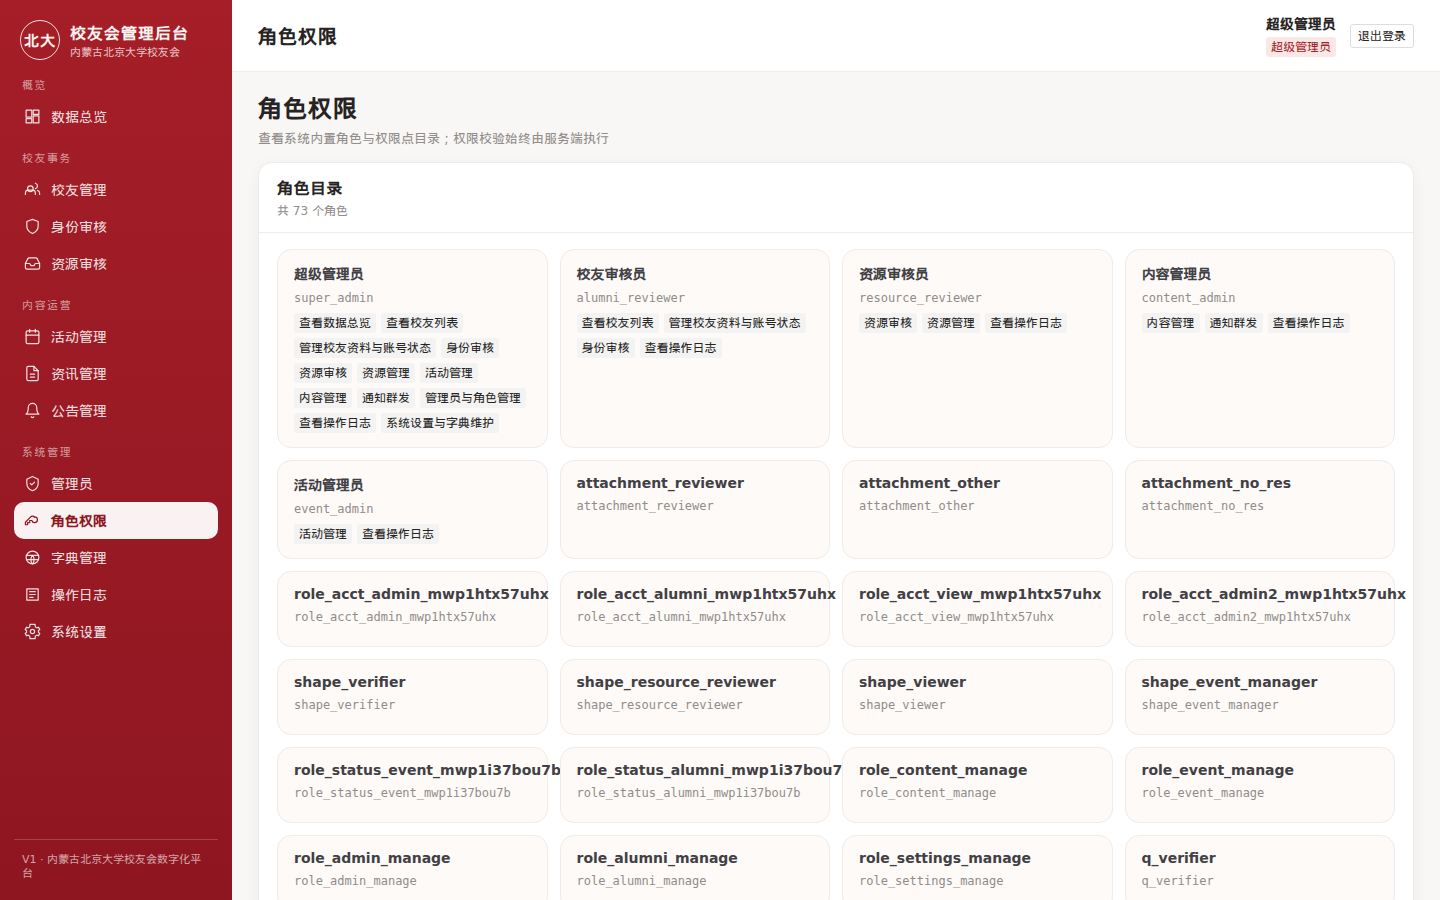 北大
校友会管理后台
内蒙古北京大学校友会
概览
数据总览
校友事务
校友管理
身份审核
资源审核
内容运营
活动管理
资讯管理
公告管理
系统管理
管理员
角色权限
字典管理
操作日志
系统设置
V1 · 内蒙古北京大学校友会数字化平
台
角色权限
超级管理员
超级管理员
退出登录
角色权限
查看系统内置角色与权限点目录；权限校验始终由服务端执行
角色目录
共 73 个角色
超级管理员
super_admin
查看数据总览 查看校友列表
管理校友资料与账号状态 身份审核
资源审核 资源管理 活动管理
内容管理 通知群发 管理员与角色管理
查看操作日志 系统设置与字典维护
校友审核员
alumni_reviewer
查看校友列表 管理校友资料与账号状态
身份审核 查看操作日志
资源审核员
resource_reviewer
资源审核 资源管理 查看操作日志
内容管理员
content_admin
内容管理 通知群发 查看操作日志
活动管理员
event_admin
活动管理 查看操作日志
attachment_reviewer
attachment_reviewer
attachment_other
attachment_other
attachment_no_res
attachment_no_res
role_acct_admin_mwp1htx57uhx
role_acct_admin_mwp1htx57uhx
role_acct_alumni_mwp1htx57uhx
role_acct_alumni_mwp1htx57uhx
role_acct_view_mwp1htx57uhx
role_acct_view_mwp1htx57uhx
role_acct_admin2_mwp1htx57uhx
role_acct_admin2_mwp1htx57uhx
shape_verifier
shape_verifier
shape_resource_reviewer
shape_resource_reviewer
shape_viewer
shape_viewer
shape_event_manager
shape_event_manager
role_status_event_mwp1i37bou7b
role_status_event_mwp1i37bou7b
role_status_alumni_mwp1i37bou7
role_status_alumni_mwp1i37bou7b
role_content_manage
role_content_manage
role_event_manage
role_event_manage
role_admin_manage
role_admin_manage
role_alumni_manage
role_alumni_manage
role_settings_manage
role_settings_manage
q_verifier
q_verifier